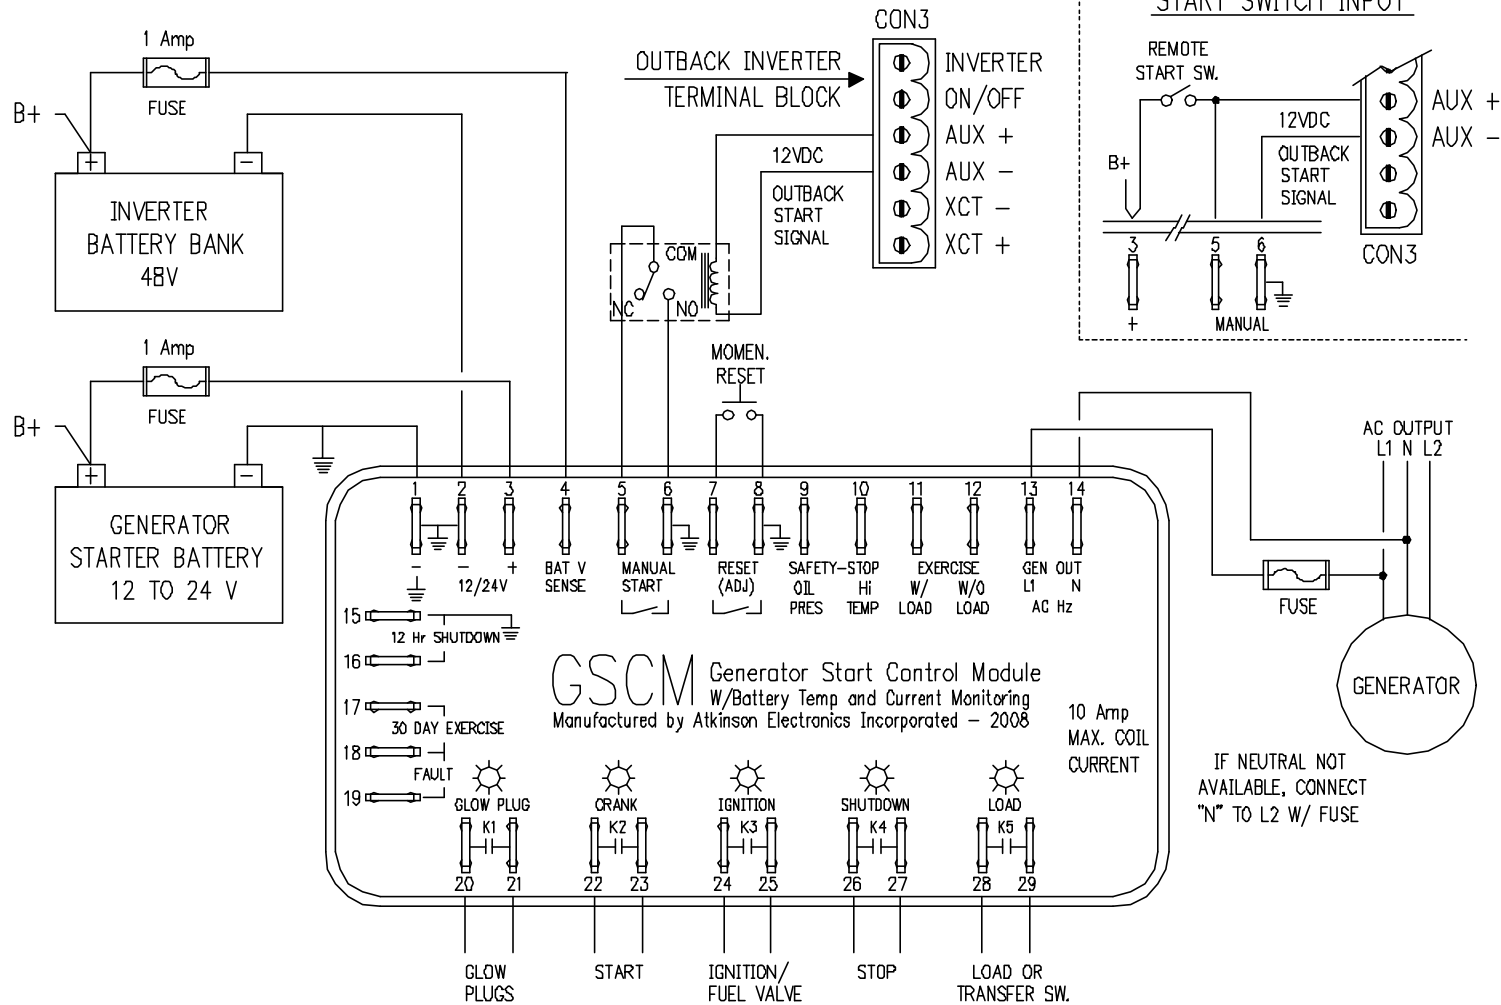 CON3
START SWITCH INPUT
1 Amp
FUSE
B+
+ -
INVERTER
BATTERY BANK
48V
OUTBACK INVERTER
TERMINAL BLOCK
INVERTER
ON/OFF
AUX +
AUX -
XCT -
XCT +
12VDC
OUTBACK
START
SIGNAL
COM
NC
NO
REMOTE
START SW.
B+
12VDC
OUTBACK
START
SIGNAL
AUX +
AUX -
CON3
3 5 6
+
MANUAL
1 Amp
FUSE
B+
+ -
GENERATOR
STARTER BATTERY
12 TO 24 V
MOMEN.
RESET
AC OUTPUT
L1 N L2
FUSE
GENERATOR
IF NEUTRAL NOT
AVAILABLE, CONNECT
"N" TO L2 W/ FUSE
1 2 3 4 5 6 7 8 9 10 11 12 13 14
- - +
12/24V
BAT V
SENSE
MANUAL
START
RESET
(ADJ)
SAFETY-STOP
OIL
PRES
Hi
TEMP
EXERCISE
W/
LOAD
W/O
LOAD
GEN OUT
L1 N
AC Hz
15
12 Hr SHUTDOWN
16
17
30 DAY EXERCISE
18
FAULT
19
GSCM
Generator Start Control Module
W/Battery Temp and Current Monitoring
Manufactured by Atkinson Electronics Incorporated - 2008
10 Amp
MAX. COIL
CURRENT
GLOW PLUG
K1
20 21
CRANK
K2
22 23
IGNITION
K3
24 25
SHUTDOWN
K4
26 27
LOAD
K5
28 29
GLOW
PLUGS
START
IGNITION/
FUEL VALVE
STOP
LOAD OR
TRANSFER SW.